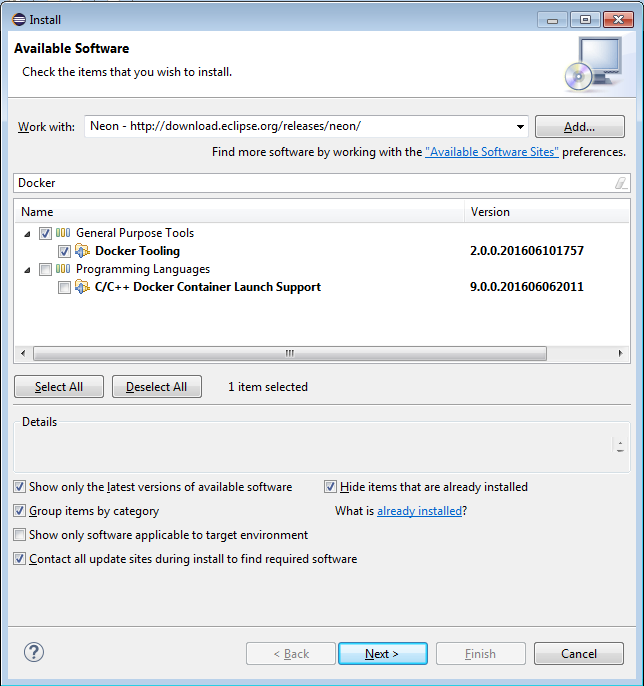 Install
Available Software
Check the items that you wish to install.
Work with: Neon - http://download.eclipse.org/releases/neon/ Add...
Find more software by working with the "Available Software Sites" preferences.
Docker
Name Version
General Purpose Tools
Docker Tooling 2.0.0.201606101757
Programming Languages
C/C++ Docker Container Launch Support 9.0.0.201606062011
Select All Deselect All 1 item selected
Details
Show only the latest versions of available software Hide items that are already installed
Group items by category What is already installed?
Show only software applicable to target environment
Contact all update sites during install to find required software
? < Back Next > Finish Cancel